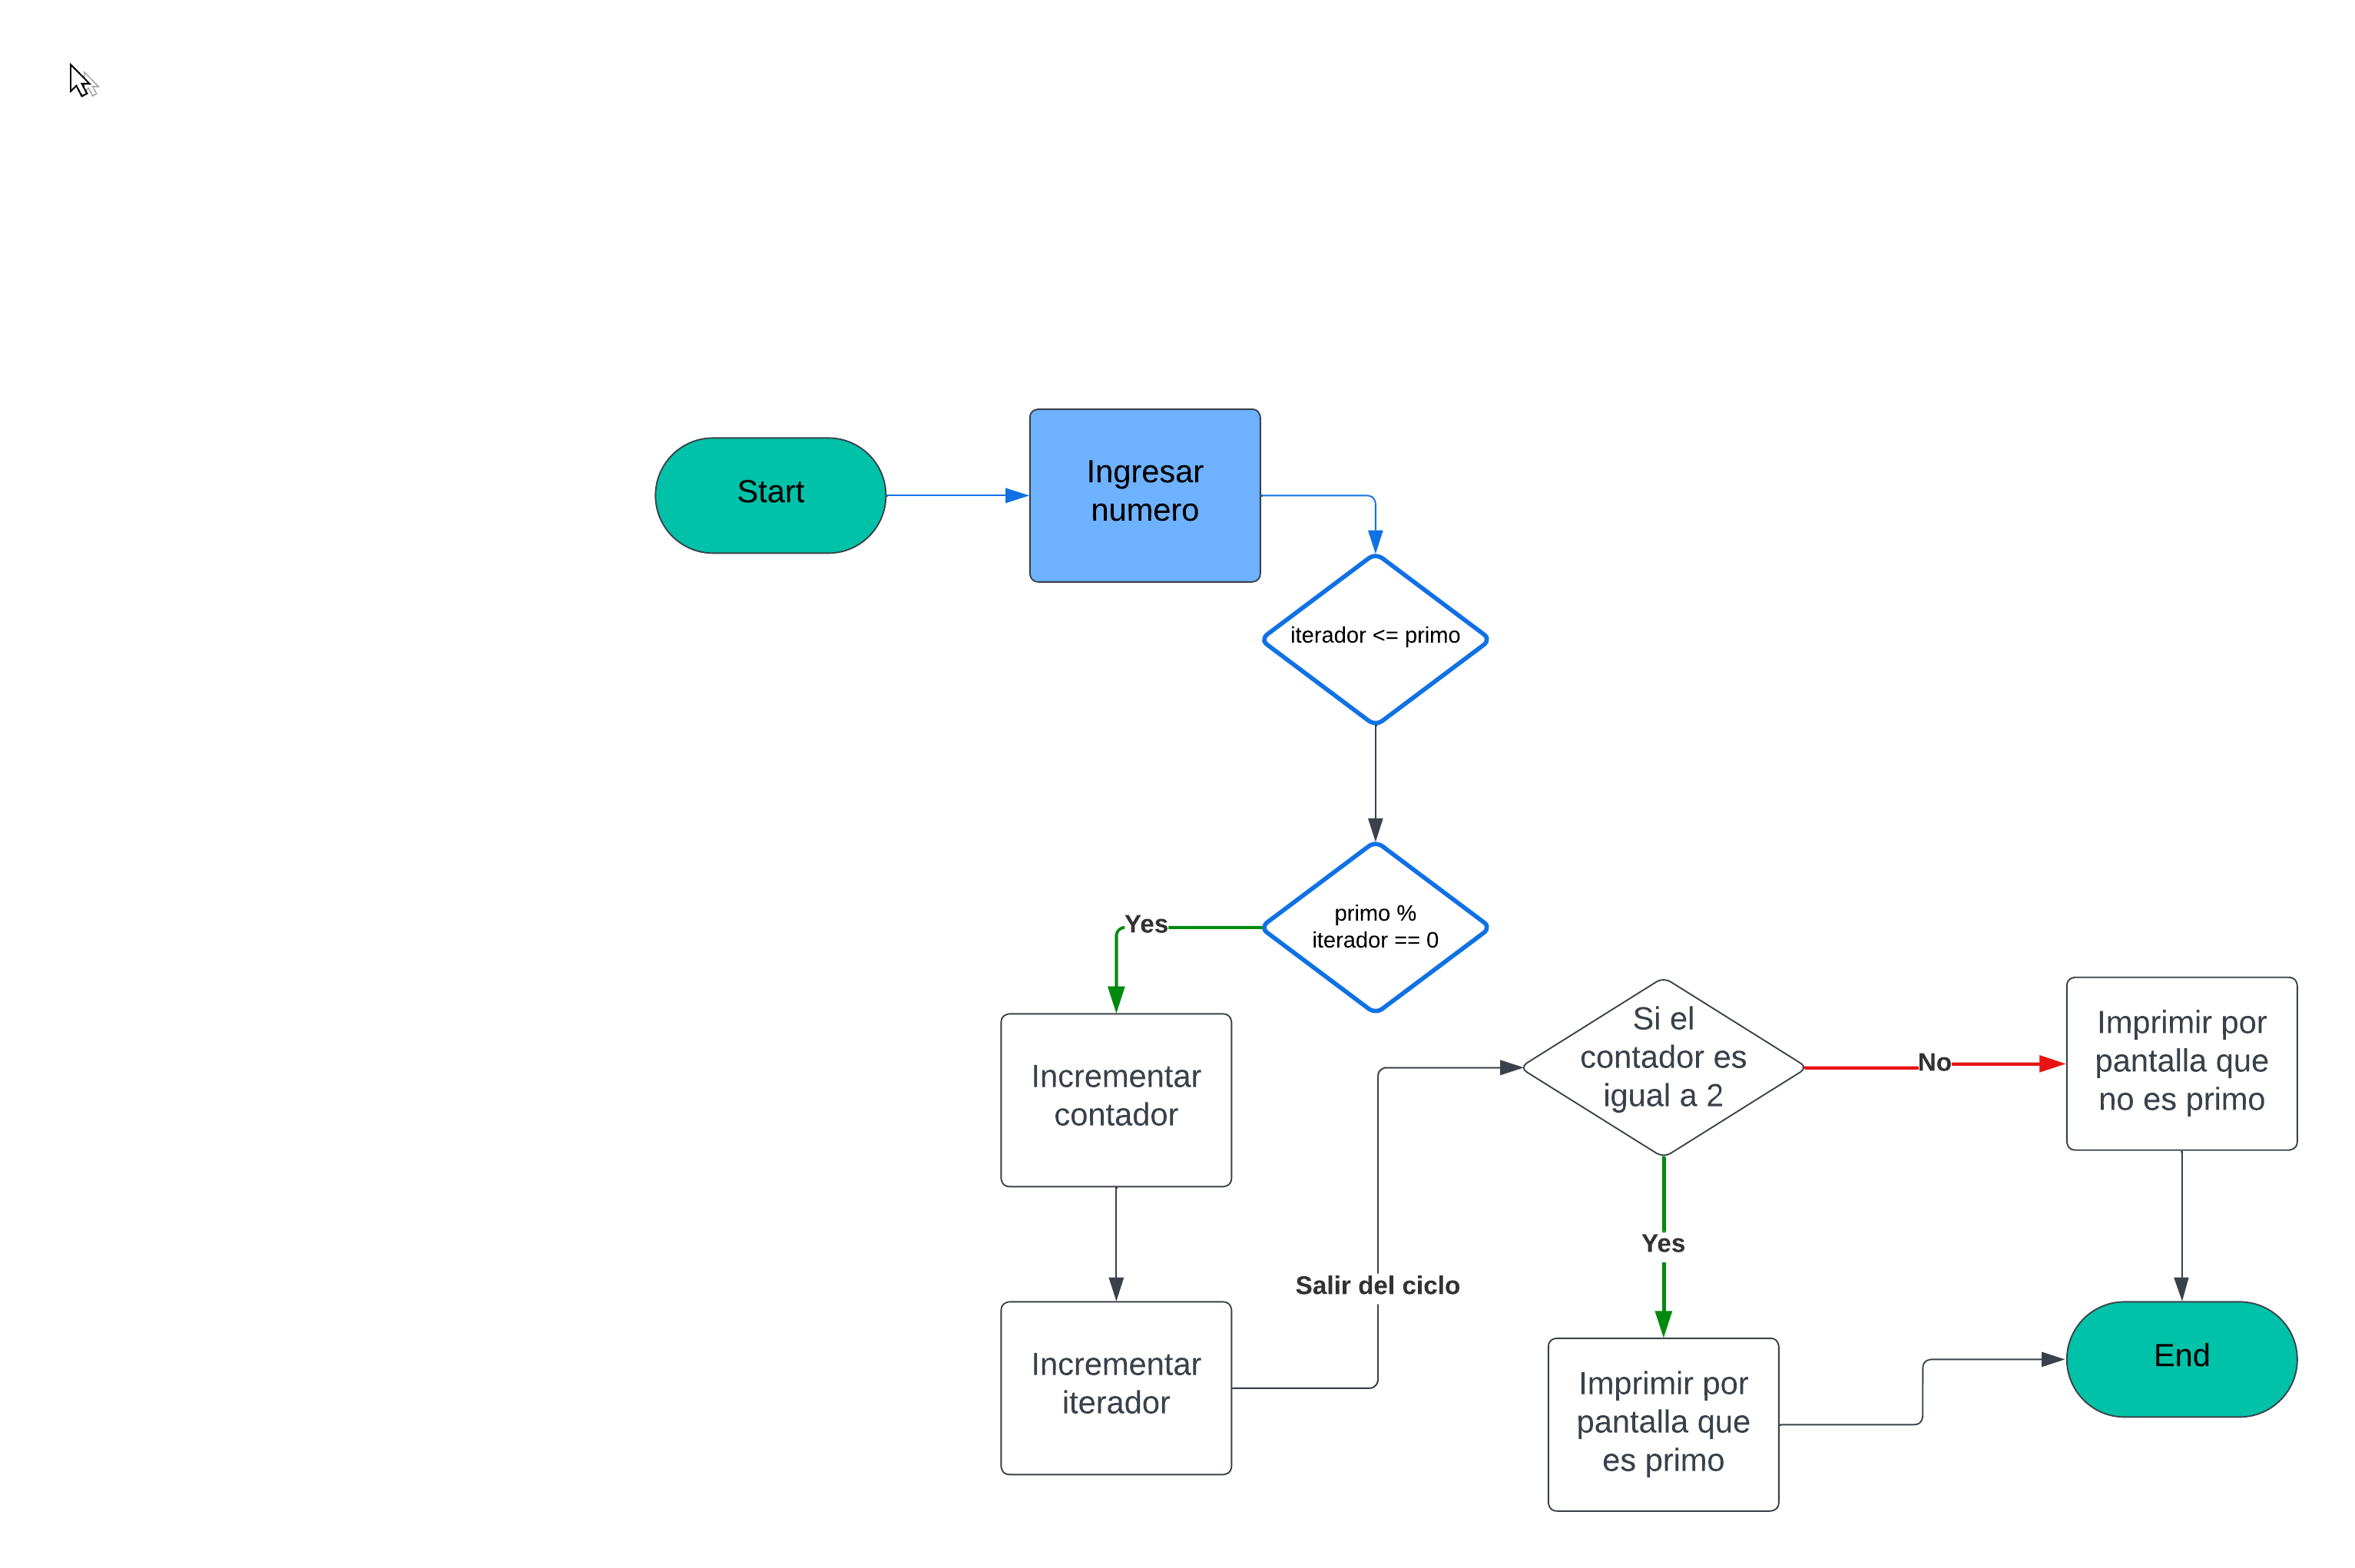 Start
Ingresar
numero
iterador <= primo
primo %
iterador == 0
Yes
Incrementar
contador
Incrementar
iterador
Salir del ciclo
Si el
contador es
igual a 2
No
Imprimir por
pantalla que
no es primo
Yes
Imprimir por
pantalla que
es primo
End